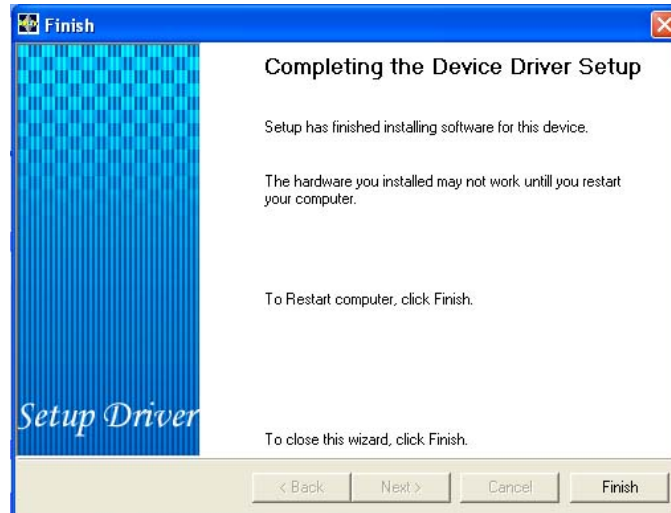 Finish
Completing the Device Driver Setup
Setup has finished installing software for this device.
The hardware you installed may not work untill you restart
your computer.
To Restart computer, click Finish.
Setup Driver
To close this wizard, click Finish.
< Back
Next >
Cancel
Finish